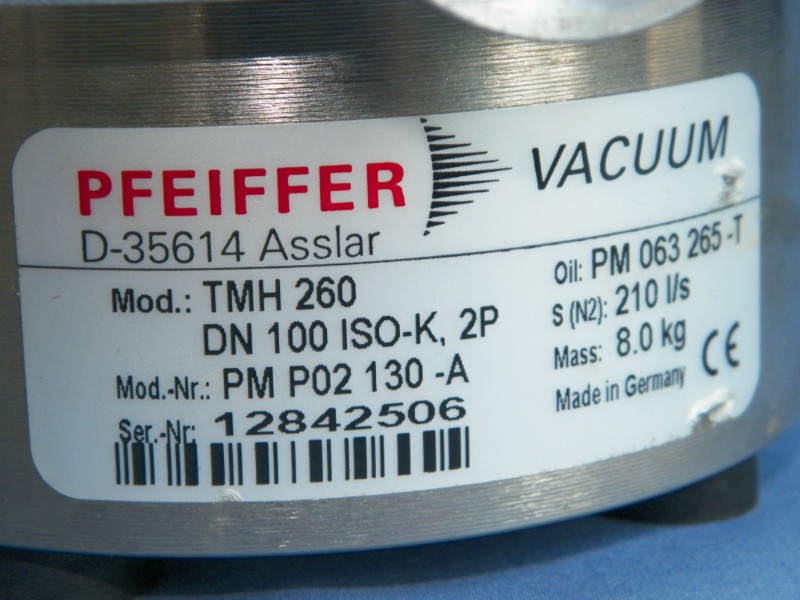 PFEIFFER VACUUM
D-35614 Asslar
Mod.: TMH 260
DN 100 ISO-K, 2P
Mod.-Nr.: PM P02 130 -A
Ser.-Nr: 12842506
Oil: PM 063 265 -T
S (N2): 210 l/s
Mass: 8.0 kg
Made in Germany CE